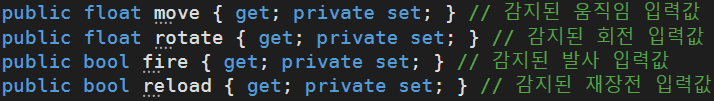 public float move { get; private set; } // 감지된 움직임 입력값
public float rotate { get; private set; } // 감지된 회전 입력값
public bool fire { get; private set; } // 감지된 발사 입력값
public bool reload { get; private set; } // 감지된 재장전 입력값